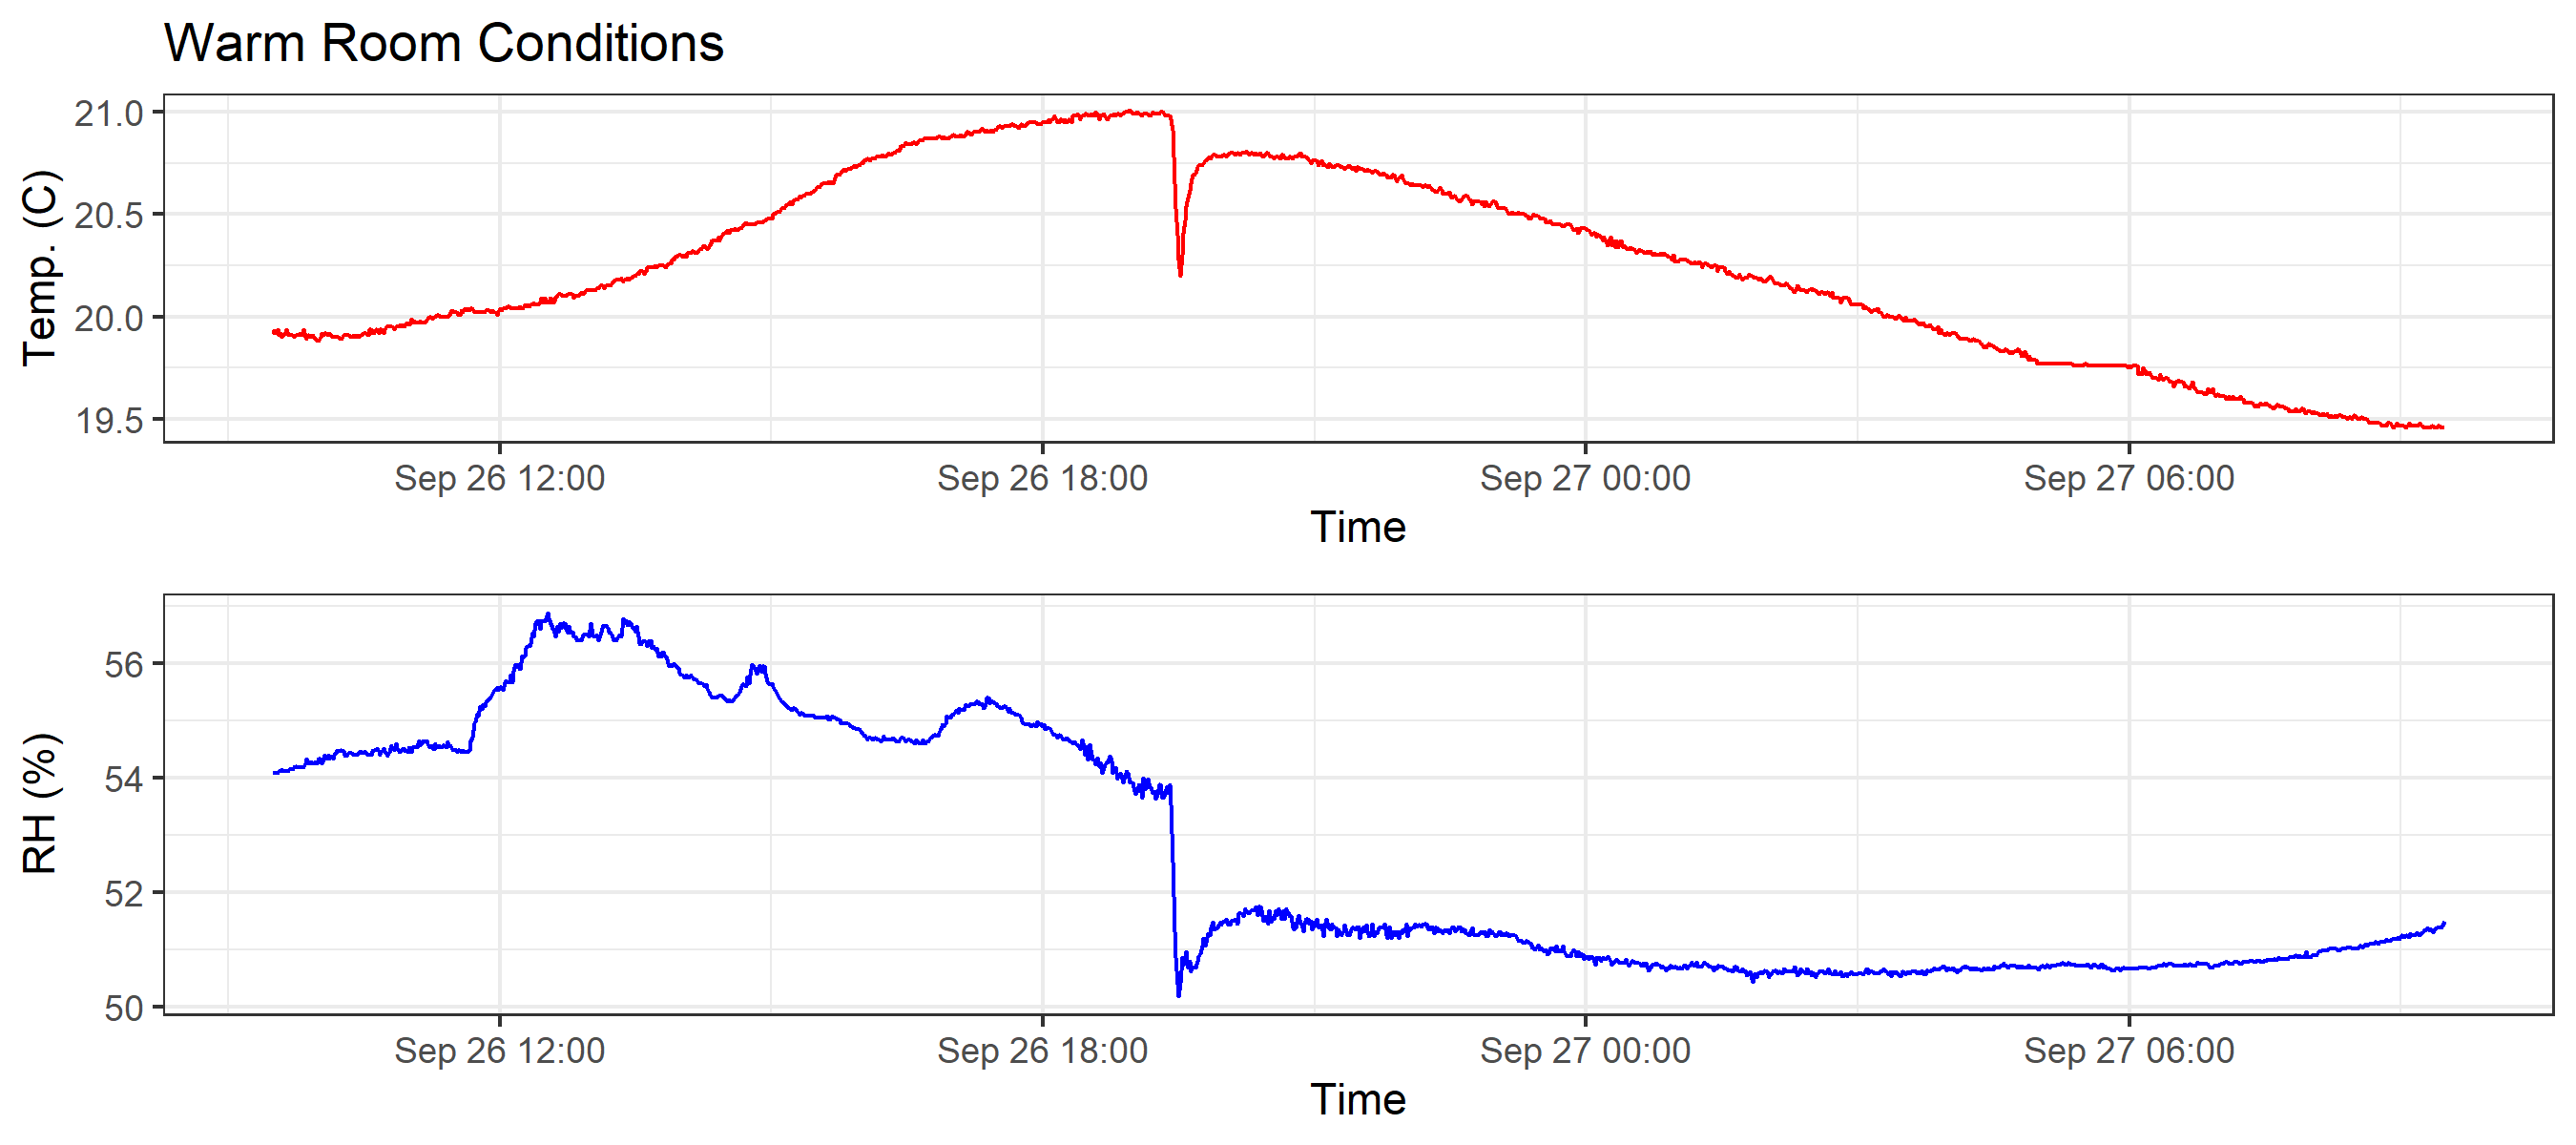 Warm Room Conditions
Temp. (C)
21.0
20.5
20.0
19.5
Sep 26 12:00 Sep 26 18:00 Sep 27 00:00 Sep 27 06:00
Time
RH (%)
56
54
52
50
Sep 26 12:00 Sep 26 18:00 Sep 27 00:00 Sep 27 06:00
Time